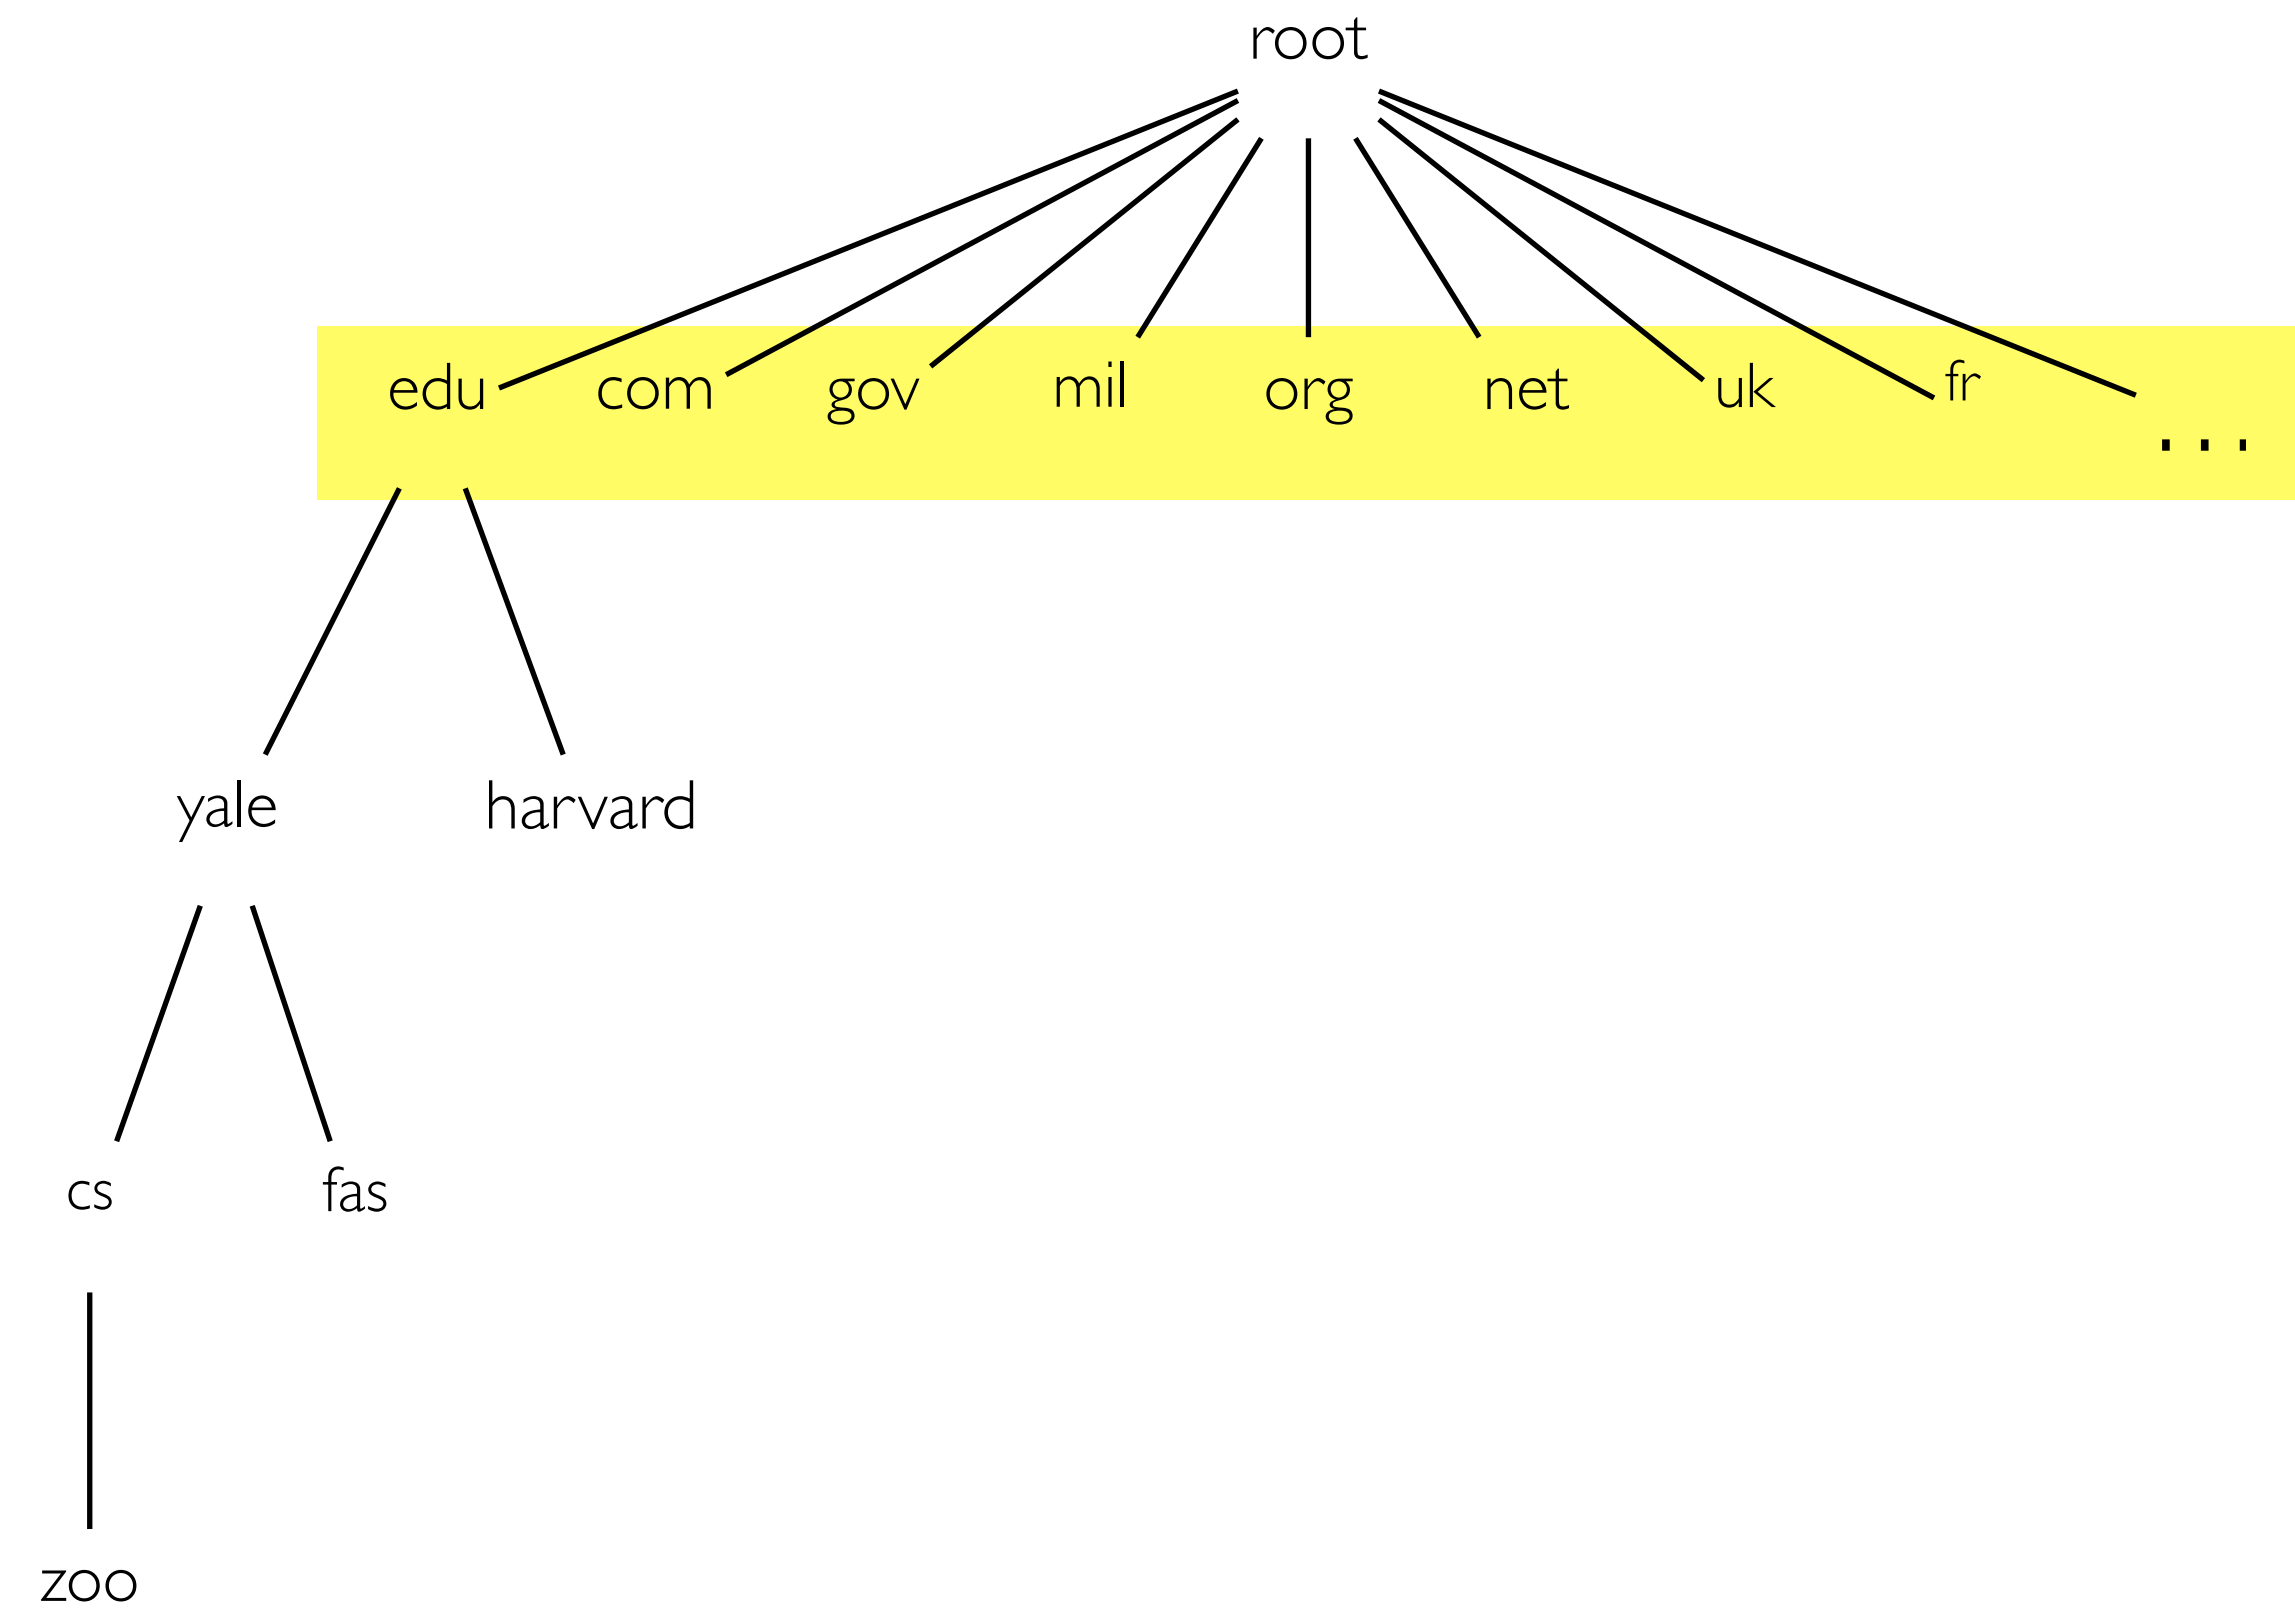 root
edu com gov mil org net uk fr ...
yale harvard
cs fas
zoo